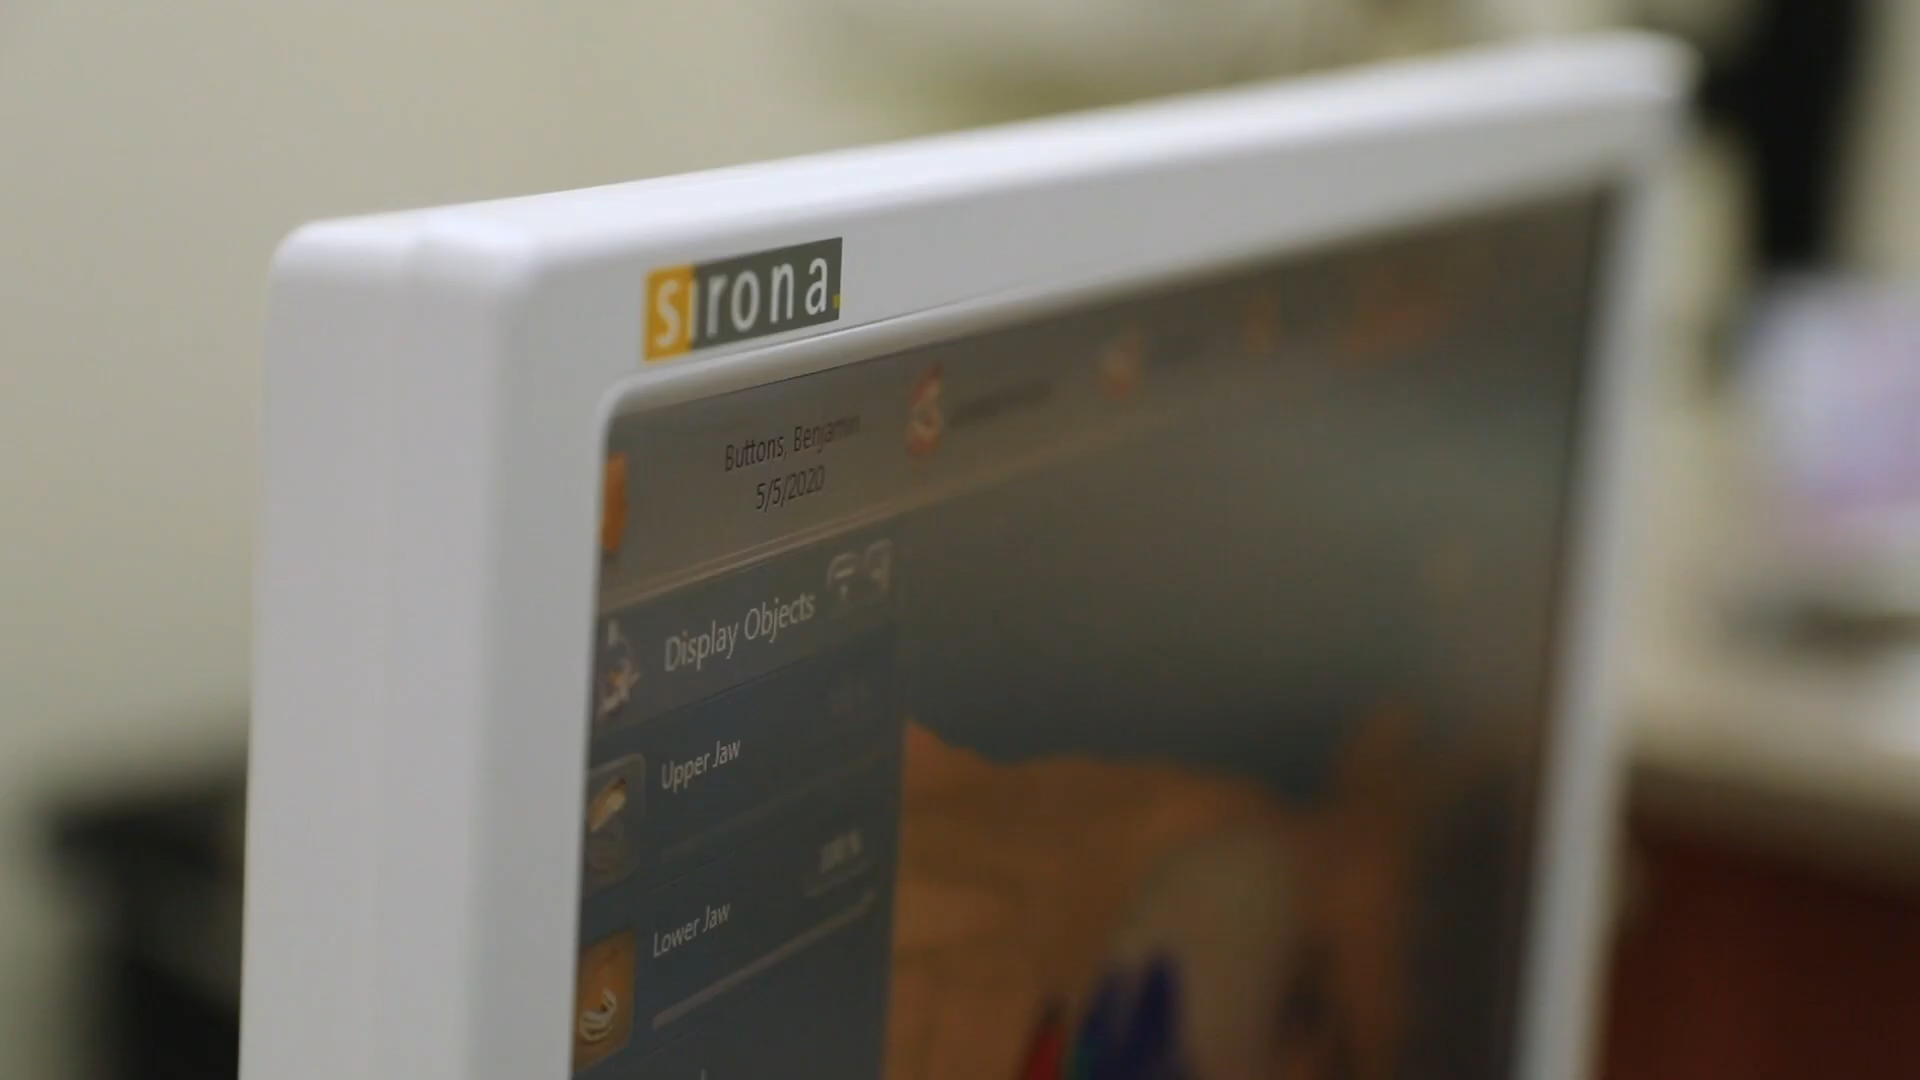 sirona.
Buttons, Benjamin
5/5/2020
Display Objects
Upper Jaw
Lower Jaw